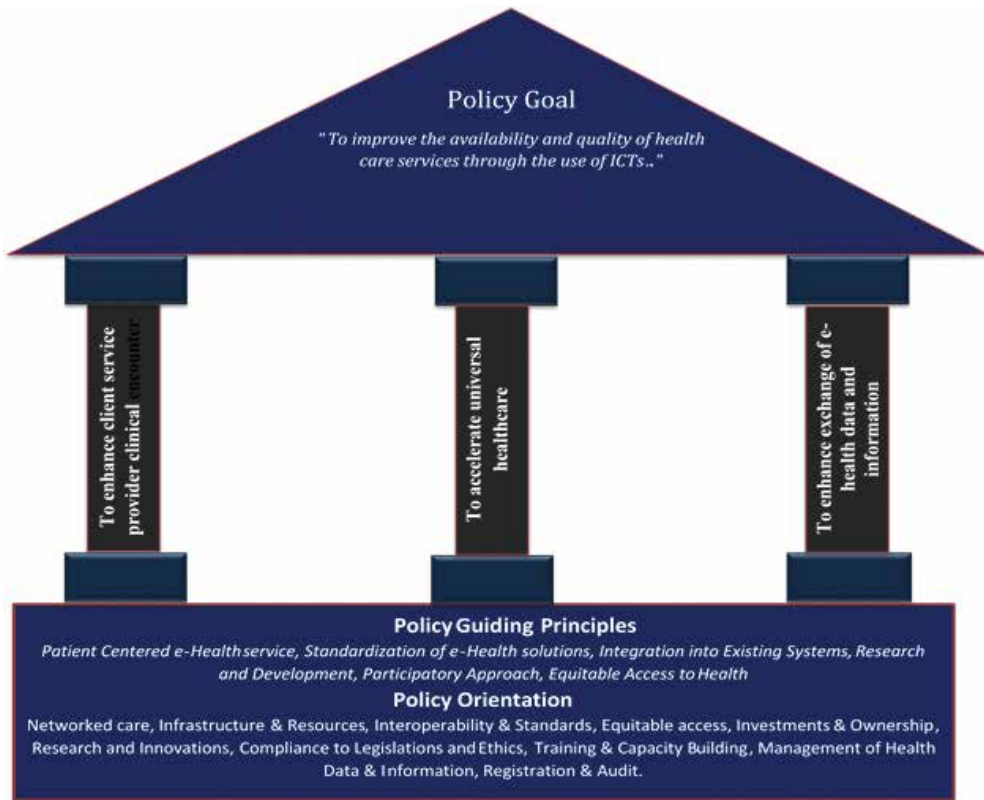 Policy Goal
"To improve the availability and quality of health
care services through the use of ICTs.."
To enhance client service
provider clinical encounter
To accelerate universal
healthcare
To enhance exchange of e-
health data and
information
Policy Guiding Principles
Patient Centered e-Health service, Standardization of e-Health solutions, Integration into Existing Systems, Research
and Development, Participatory Approach, Equitable Access to Health
Policy Orientation
Networked care, Infrastructure & Resources, Interoperability & Standards, Equitable access, Investments & Ownership,
Research and Innovations, Compliance to Legislations and Ethics, Training & Capacity Building, Management of Health
Data & Information, Registration & Audit.